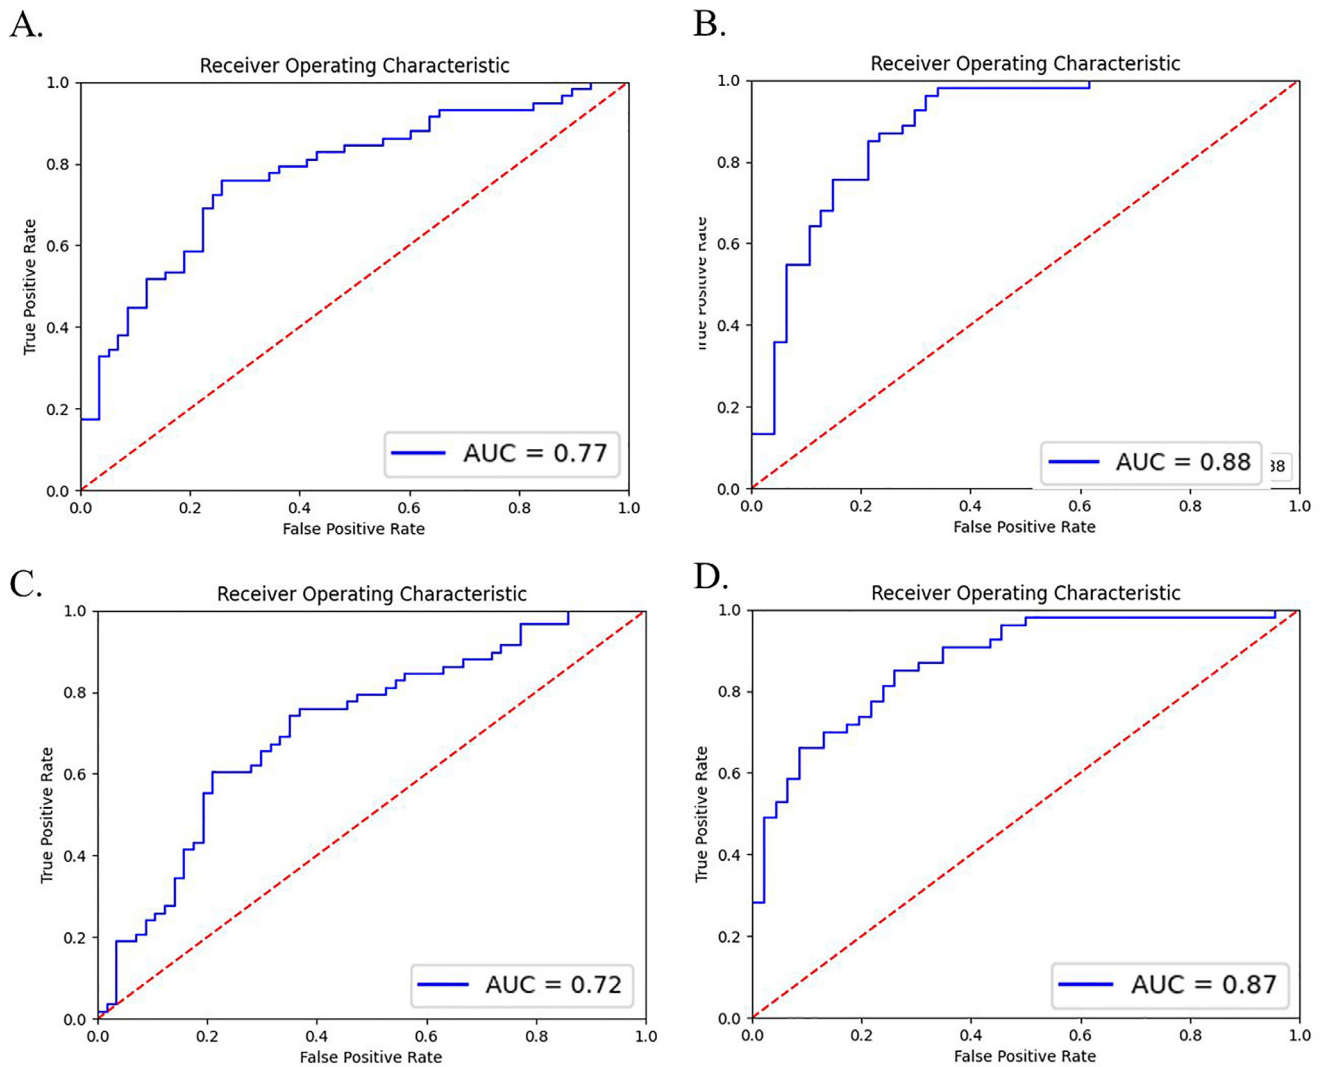 A.
Receiver Operating Characteristic
1.0
0.8
0.6
0.4
0.2
0.0
True Positive Rate
AUC = 0.77
0.0 0.2 0.4 0.6 0.8 1.0
False Positive Rate
B.
Receiver Operating Characteristic
1.0
0.8
0.6
0.4
0.2
0.0
True Positive Rate
AUC = 0.88
38
0.0 0.2 0.4 0.6 0.8 1.0
False Positive Rate
C.
Receiver Operating Characteristic
1.0
0.8
0.6
0.4
0.2
0.0
True Positive Rate
AUC = 0.72
0.0 0.2 0.4 0.6 0.8 1.0
False Positive Rate
D.
Receiver Operating Characteristic
1.0
0.8
0.6
0.4
0.2
0.0
True Positive Rate
AUC = 0.87
0.0 0.2 0.4 0.6 0.8 1.0
False Positive Rate